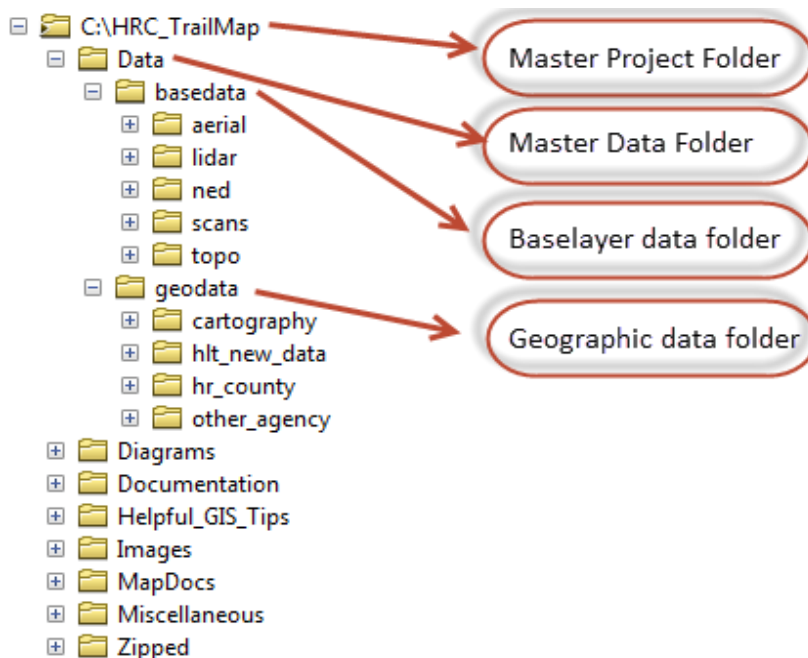 C:\HRC_TrailMap
Master Project Folder
Data
Master Data Folder
basedata
Baselayer data folder
aerial
lidar
ned
scans
topo
geodata
Geographic data folder
cartography
hlt_new_data
hr_county
other_agency
Diagrams
Documentation
Helpful_GIS_Tips
Images
MapDocs
Miscellaneous
Zipped